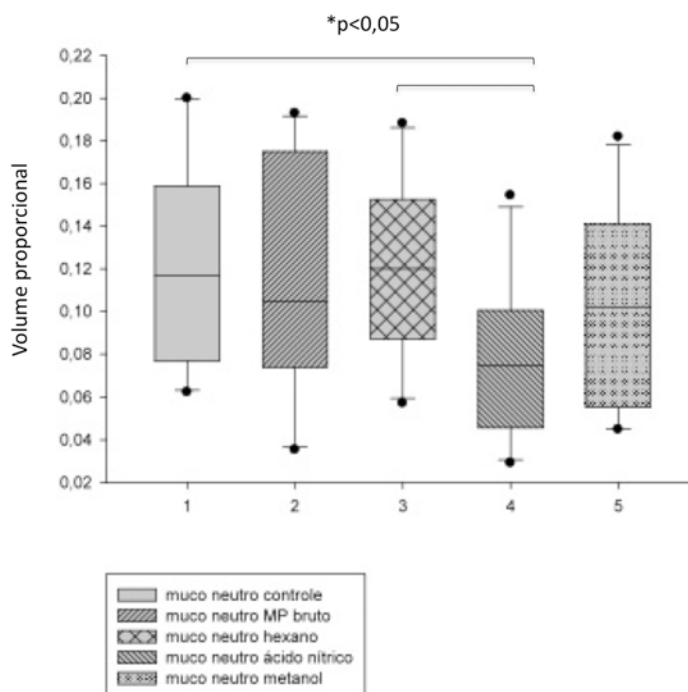 *p<0,05
0,22
0,20
0,18
0,16
0,14
0,12
0,10
0,08
0,06
0,04
0,02
Volume proporcional
1 2 3 4 5
muco neutro controle
muco neutro MP bruto
muco neutro hexano
muco neutro ácido nítrico
muco neutro metanol